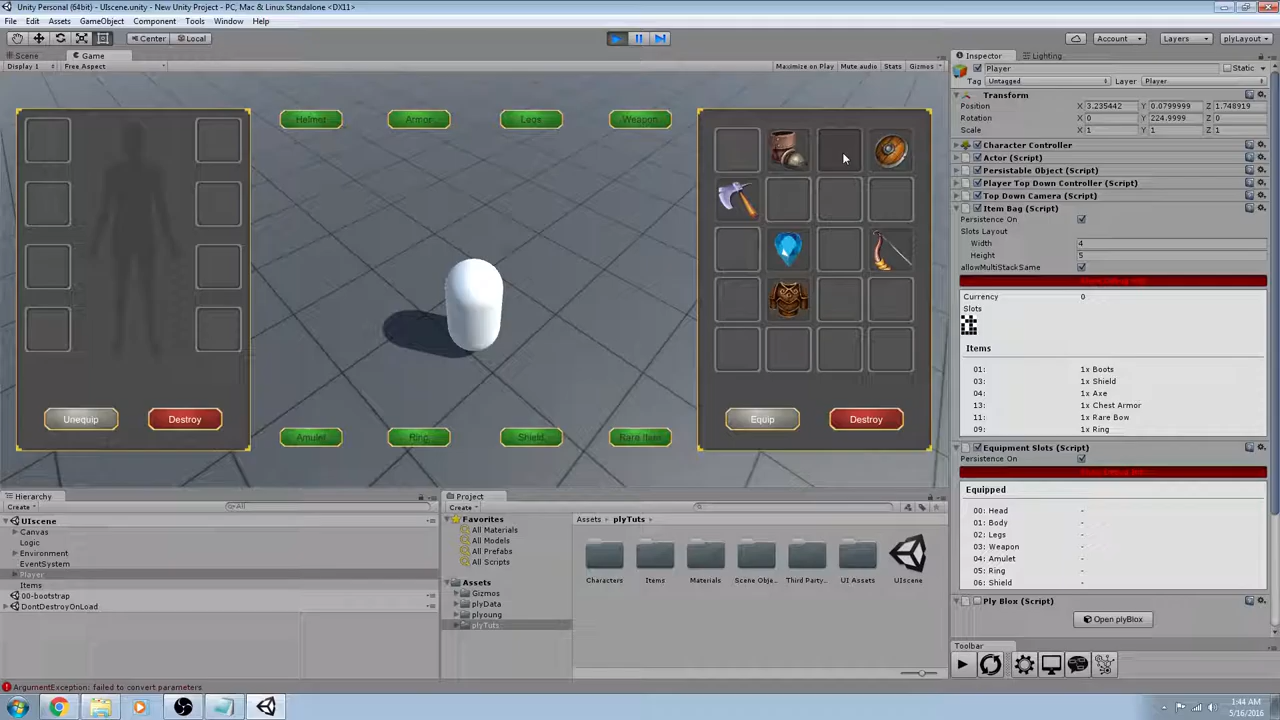 Unity Personal (64bit) - UIscene.unity - New Unity Project - PC, Mac & Linux Standalone <DX11>
File Edit Assets GameObject Component Tools Window Help
Center Local Account Layers plyLayout
Scene Game
Display 1 Free Aspect Maximize on Play Mute audio Stats Gizmos
Helmet Armor Legs Weapon
Unequip Destroy Equip Destroy
Amulet Ring Shield Rare Item
Inspector Lighting
Player Static
Tag Untagged Layer Player
Transform
Position X 3.235442 Y 0.0799999 Z 1.748919
Rotation X 0 Y 224.9999 Z 0
Scale X 1 Y 1 Z 1
Character Controller
Actor (Script)
Persistable Object (Script)
Player Top Down Controller (Script)
Top Down Camera (Script)
Item Bag (Script)
Persistence On
Slots Layout
Width 4
Height 5
allowMultiStackSame
Currency 0
Slots
Items
01: 1x Boots
03: 1x Shield
04: 1x Axe
13: 1x Chest Armor
11: 1x Rare Bow
09: 1x Ring
Equipment Slots (Script)
Persistence On
Equipped
00: Head -
01: Body -
02: Legs -
03: Weapon -
04: Amulet -
05: Ring -
06: Shield -
Ply Blox (Script)
Open plyBlox
Toolbar
Hierarchy
Create All
UIscene
Canvas
Logic
Environment
EventSystem
Player
Items
00-bootstrap
DontDestroyOnLoad
Project
Create
Favorites
All Materials
All Models
All Prefabs
All Scripts
Assets
Gizmos
plyData
plyoung
plyTuts
Assets plyTuts
Characters Items Materials Scene Obje... Third Party... UI Assets UIscene
ArgumentException: failed to convert parameters
1:44 AM
5/16/2016